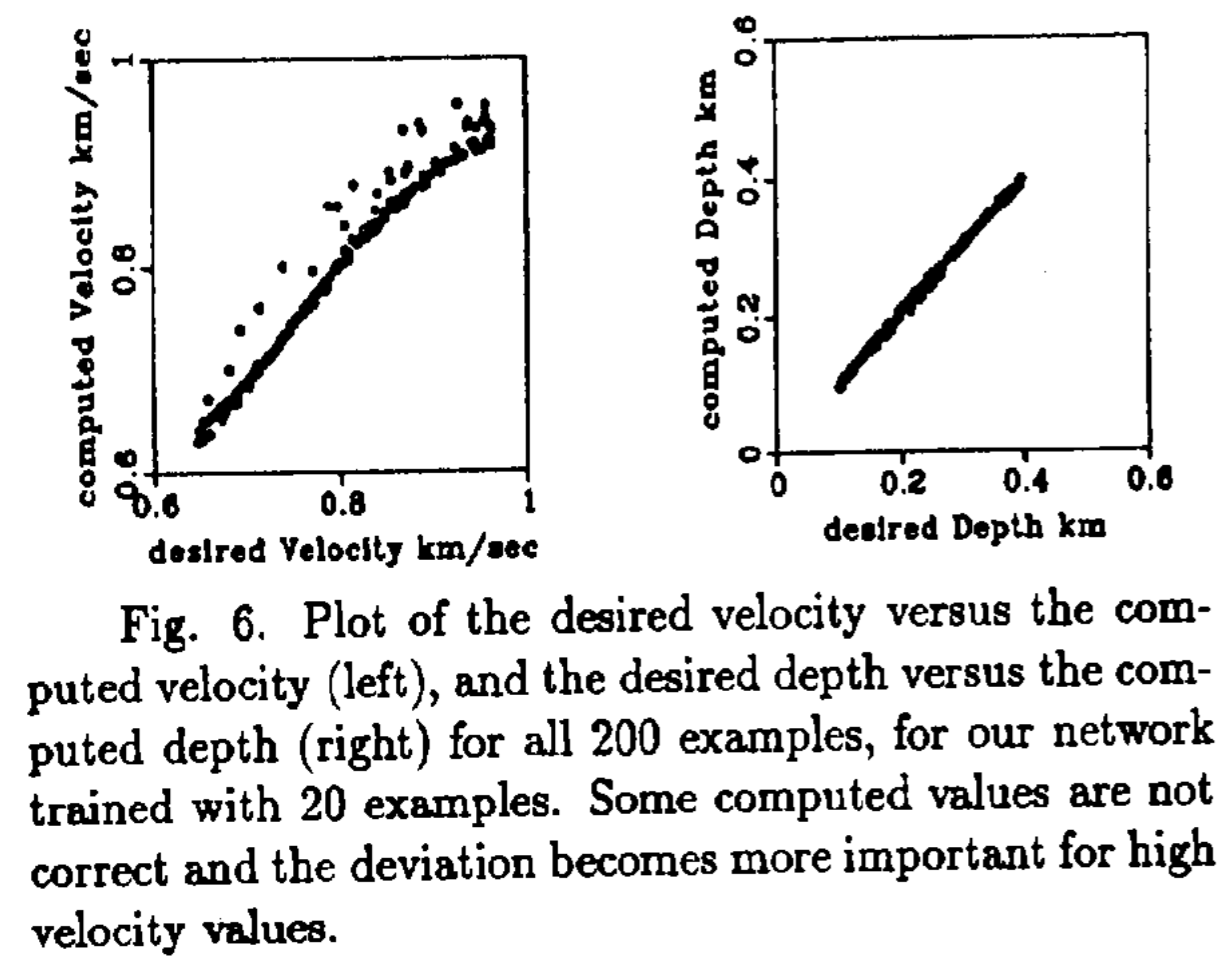 computed Velocity km/sec
1
0.8
0.6
0.6 0.8 1
desired Velocity km/sec
computed Depth km
0.6
0.4
0.2
0
0 0.2 0.4 0.6
desired Depth km
Fig. 6. Plot of the desired velocity versus the com-
puted velocity (left), and the desired depth versus the com-
puted depth (right) for all 200 examples, for our network
trained with 20 examples. Some computed values are not
correct and the deviation becomes more important for high
velocity values.